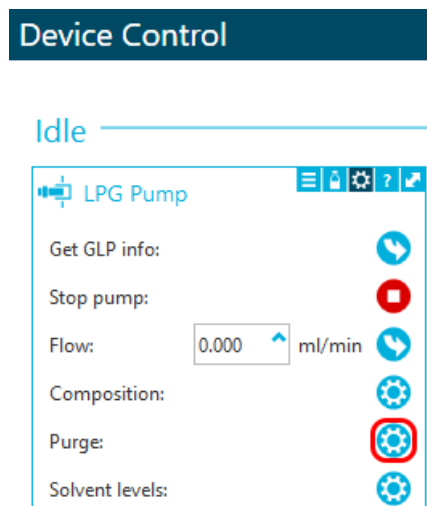 Device Control
Idle
LPG Pump
?
Get GLP info:
Stop pump:
Flow: 0.000 ml/min
Composition:
Purge:
Solvent levels: